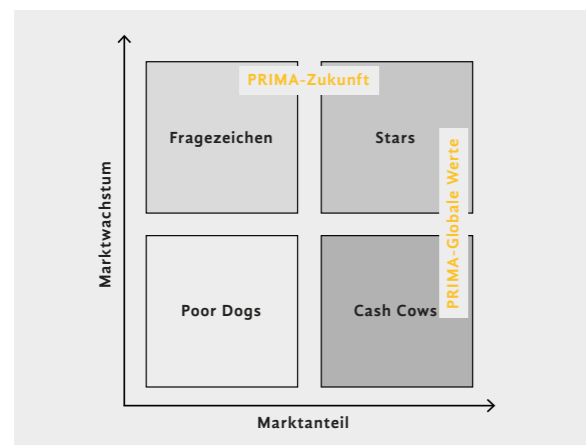 PRIMA-Zukunft
Fragezeichen
Stars
PRIMA-Globale Werte
Marktwachstum
Poor Dogs
Cash Cows
Marktanteil